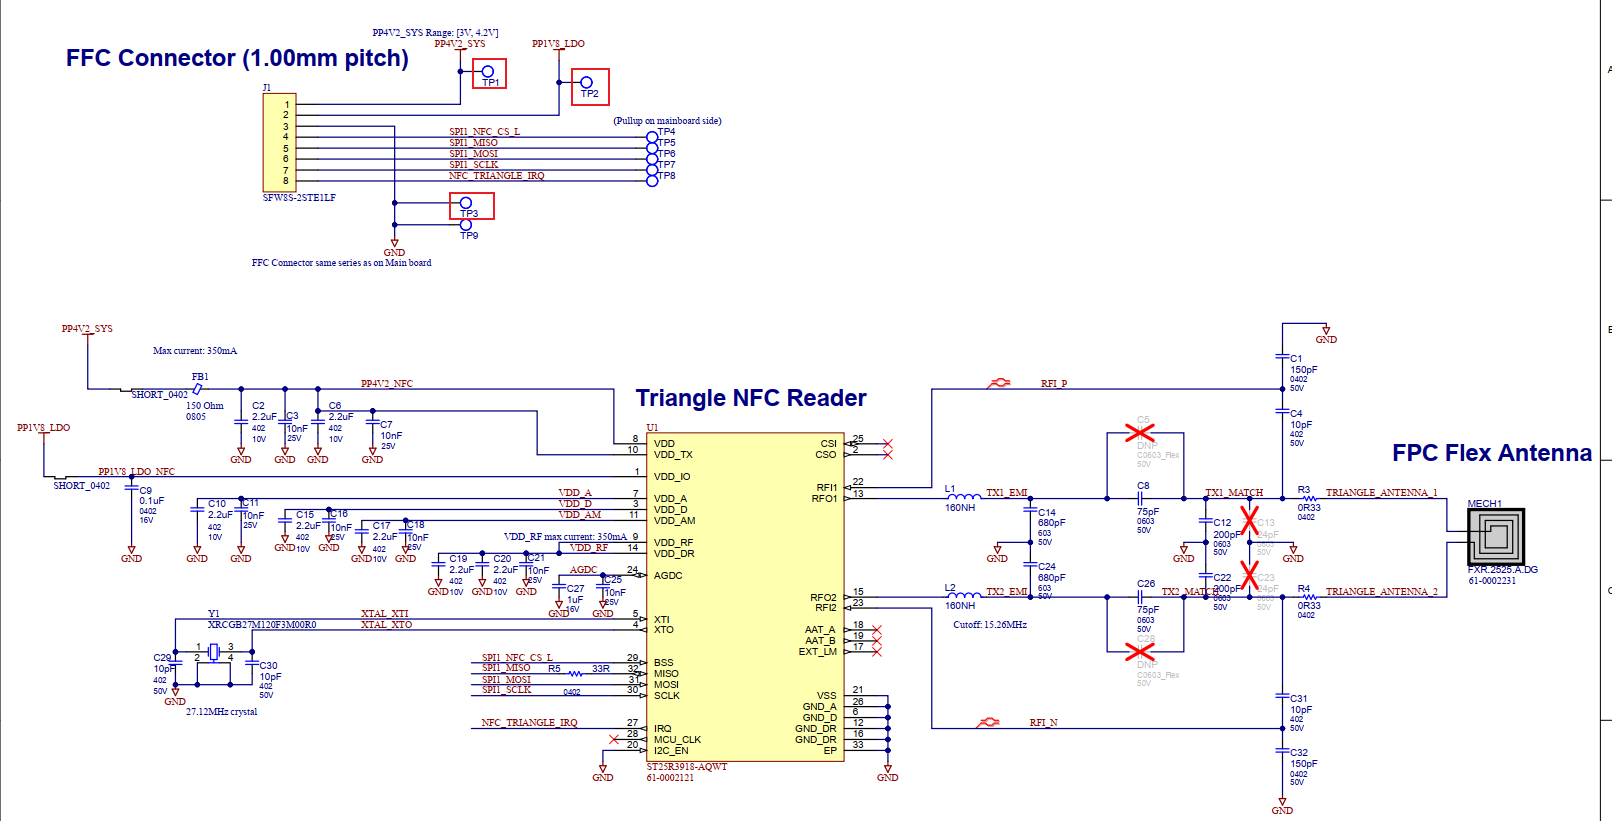 PP4V2_SYS Range: [3V, 4.2V]
PP4V2_SYS
PP1V8_LDO
FFC Connector (1.00mm pitch)
TP1
TP2
J1
1
2
3
4
5
6
7
8
(Pullup on mainboard side)
SPI1_NFC_CS_L
TP4
SPI1_MISO
TP5
SPI1_MOSI
TP6
SPI1_SCLK
TP7
NFC_TRIANGLE_IRQ
TP8
SFW8S-2STE1LF
TP3
TP9
GND
FFC Connector same series as on Main board
A
B
C
PP4V2_SYS
Max current: 350mA
FB1
SHORT_0402
150 Ohm
0805
PP4V2_NFC
C2
2.2uF
402
10V
C3
10nF
25V
C6
2.2uF
402
10V
C7
10nF
25V
GND
GND
GND
GND
PP1V8_LDO
PP1V8_LDO_NFC
SHORT_0402
C9
0.1uF
0402
16V
GND
VDD_A
VDD_D
VDD_AM
C10
2.2uF
402
10V
C11
10nF
25V
C15
2.2uF
402
10V
C16
10nF
25V
C17
2.2uF
402
10V
C18
10nF
25V
GND
GND
GND
GND
GND
GND
VDD_RF max current: 350mA
VDD_RF
C19
2.2uF
402
10V
C20
2.2uF
402
10V
C21
10nF
25V
GND
GND
GND
AGDC
C27
1uF
16V
C25
10nF
25V
GND
GND
Y1
XRCGB27M120F3M00R0
XTAL_XTI
XTAL_XTO
1
2
3
4
C29
10pF
402
50V
C30
10pF
402
50V
GND
27.12MHz crystal
SPI1_NFC_CS_L
SPI1_MISO
R5
33R
SPI1_MOSI
SPI1_SCLK
0402
NFC_TRIANGLE_IRQ
GND
Triangle NFC Reader
U1
8 VDD
10 VDD_TX
1 VDD_IO
7 VDD_A
3 VDD_D
11 VDD_AM
9 VDD_RF
14 VDD_DR
24 AGDC
5 XTI
4 XTO
29 BSS
32 MISO
31 MOSI
30 SCLK
27 IRQ
28 MCU_CLK
20 I2C_EN
CSI 25
CSO 2
RFI1 22
RFO1 13
RFO2 15
RFI2 23
AAT_A 18
AAT_B 19
EXT_LM 17
VSS 21
GND_A 26
GND_D 6
GND_DR 12
GND_DR 16
EP 33
ST25R3918-AQWT
61-0002121
GND
RFI_P
L1
160NH
TX1_EMI
C14
680pF
603
50V
GND
C24
680pF
603
50V
L2
160NH
TX2_EMI
Cutoff: 15.26MHz
C5
DNP
C0603_Flex
50V
C8
75pF
0603
50V
C26
75pF
0603
50V
C28
DNP
C0603_Flex
50V
TX1_MATCH
C12
200pF
0603
50V
C13
24pF
0603
50V
GND
GND
C22
200pF
0603
50V
C23
24pF
0603
50V
TX2_MATCH
GND
C1
150pF
0402
50V
C4
10pF
402
50V
R3
0R33
0402
TRIANGLE_ANTENNA_1
R4
0R33
0402
TRIANGLE_ANTENNA_2
C31
10pF
402
50V
C32
150pF
0402
50V
GND
RFI_N
FPC Flex Antenna
MECH1
FXR.2525.A.DG
61-0002231